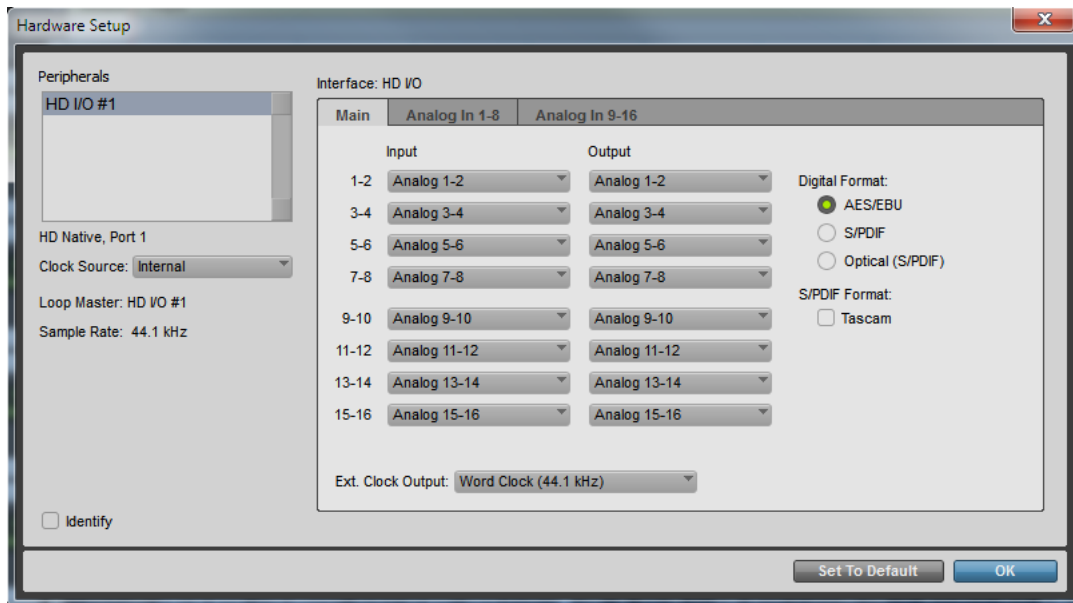 Hardware Setup
Peripherals
HD I/O #1
HD Native, Port 1
Clock Source: Internal
Loop Master: HD I/O #1
Sample Rate: 44.1 kHz
Identify
Interface: HD I/O
Main Analog In 1-8 Analog In 9-16
Input Output
1-2 Analog 1-2 Analog 1-2
3-4 Analog 3-4 Analog 3-4
5-6 Analog 5-6 Analog 5-6
7-8 Analog 7-8 Analog 7-8
9-10 Analog 9-10 Analog 9-10
11-12 Analog 11-12 Analog 11-12
13-14 Analog 13-14 Analog 13-14
15-16 Analog 15-16 Analog 15-16
Ext. Clock Output: Word Clock (44.1 kHz)
Digital Format:
AES/EBU
S/PDIF
Optical (S/PDIF)
S/PDIF Format:
Tascam
Set To Default OK